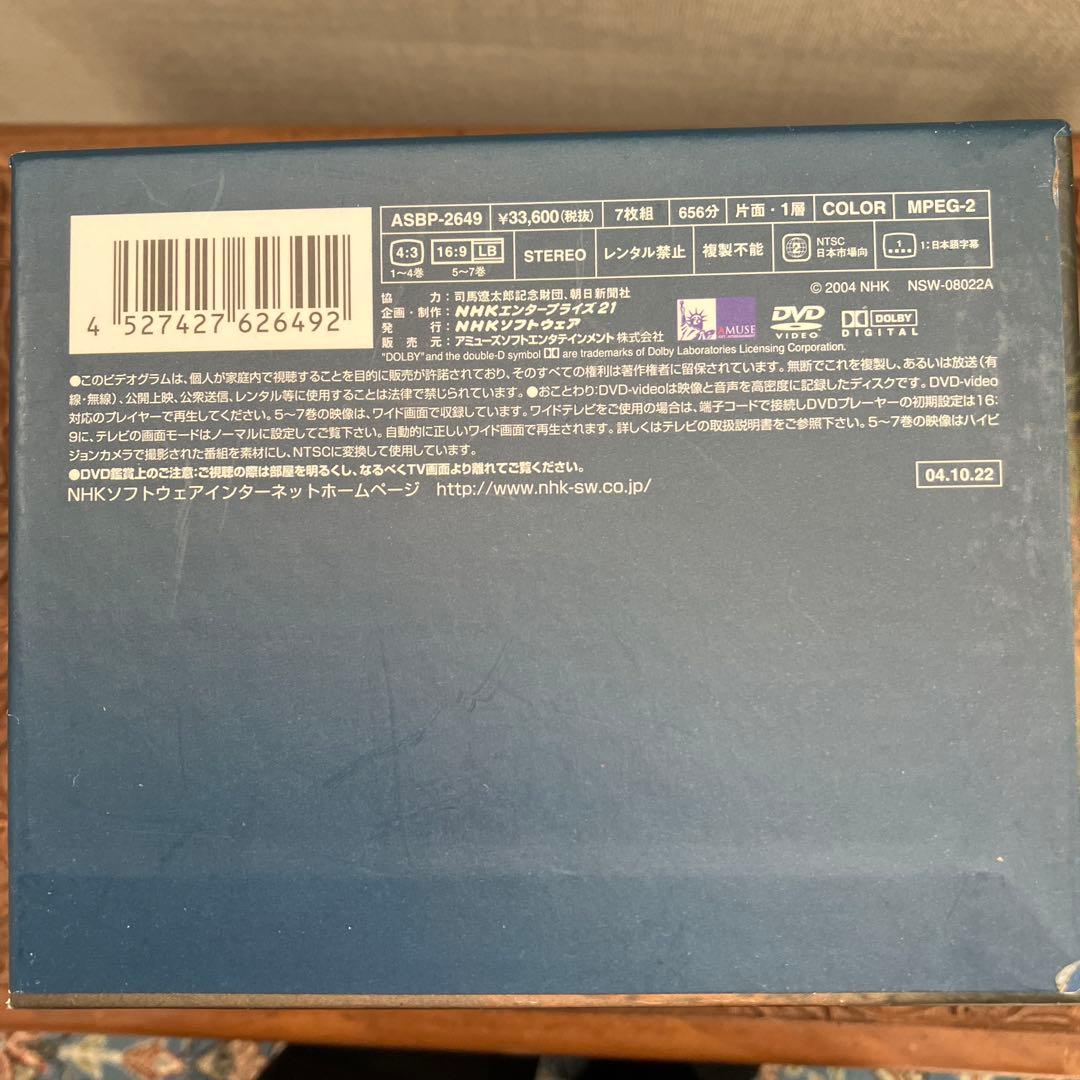 ASBP-2649 ¥33,600(税抜) 7枚組 656分 片面・1層 COLOR MPEG-2
4:3 16:9 LB STEREO レンタル禁止 複製不能 2 NTSC 日本市場向 1 1:日本語字幕
1〜4巻 5〜7巻
4 527427 626492
協 力:司馬遼太郎記念財団、朝日新聞社
企画・制作:NHKエンタープライズ21
発 行:NHKソフトウェア
販 売 元:アミューズソフトエンタテインメント株式会社
© 2004 NHK NSW-08022A
AMUSE
DVD VIDEO
DOLBY DIGITAL
"DOLBY" and the double-D symbol are trademarks of Dolby Laboratories Licensing Corporation.
●このビデオグラムは、個人が家庭内で視聴することを目的に販売が許諾されており、そのすべての権利は著作権者に留保されています。無断でこれを複製し、あるいは放送(有
線・無線)、公開上映、公衆送信、レンタル等に使用することは法律で禁じられています。●おことわり:DVD-videoは映像と音声を高密度に記録したディスクです。DVD-video
対応のプレイヤーで再生してください。5〜7巻の映像は、ワイド画面で収録しています。ワイドテレビをご使用の場合は、端子コードで接続しDVDプレーヤーの初期設定は16:
9に、テレビの画面モードはノーマルに設定してご覧下さい。自動的に正しいワイド画面で再生されます。詳しくはテレビの取扱説明書をご参照下さい。5〜7巻の映像はハイビ
ジョンカメラで撮影された番組を素材にし、NTSCに変換して使用しています。
●DVD鑑賞上のご注意:ご視聴の際は部屋を明るくし、なるべくTV画面より離れてご覧ください。
NHKソフトウェアインターネットホームページ http://www.nhk-sw.co.jp/
04.10.22